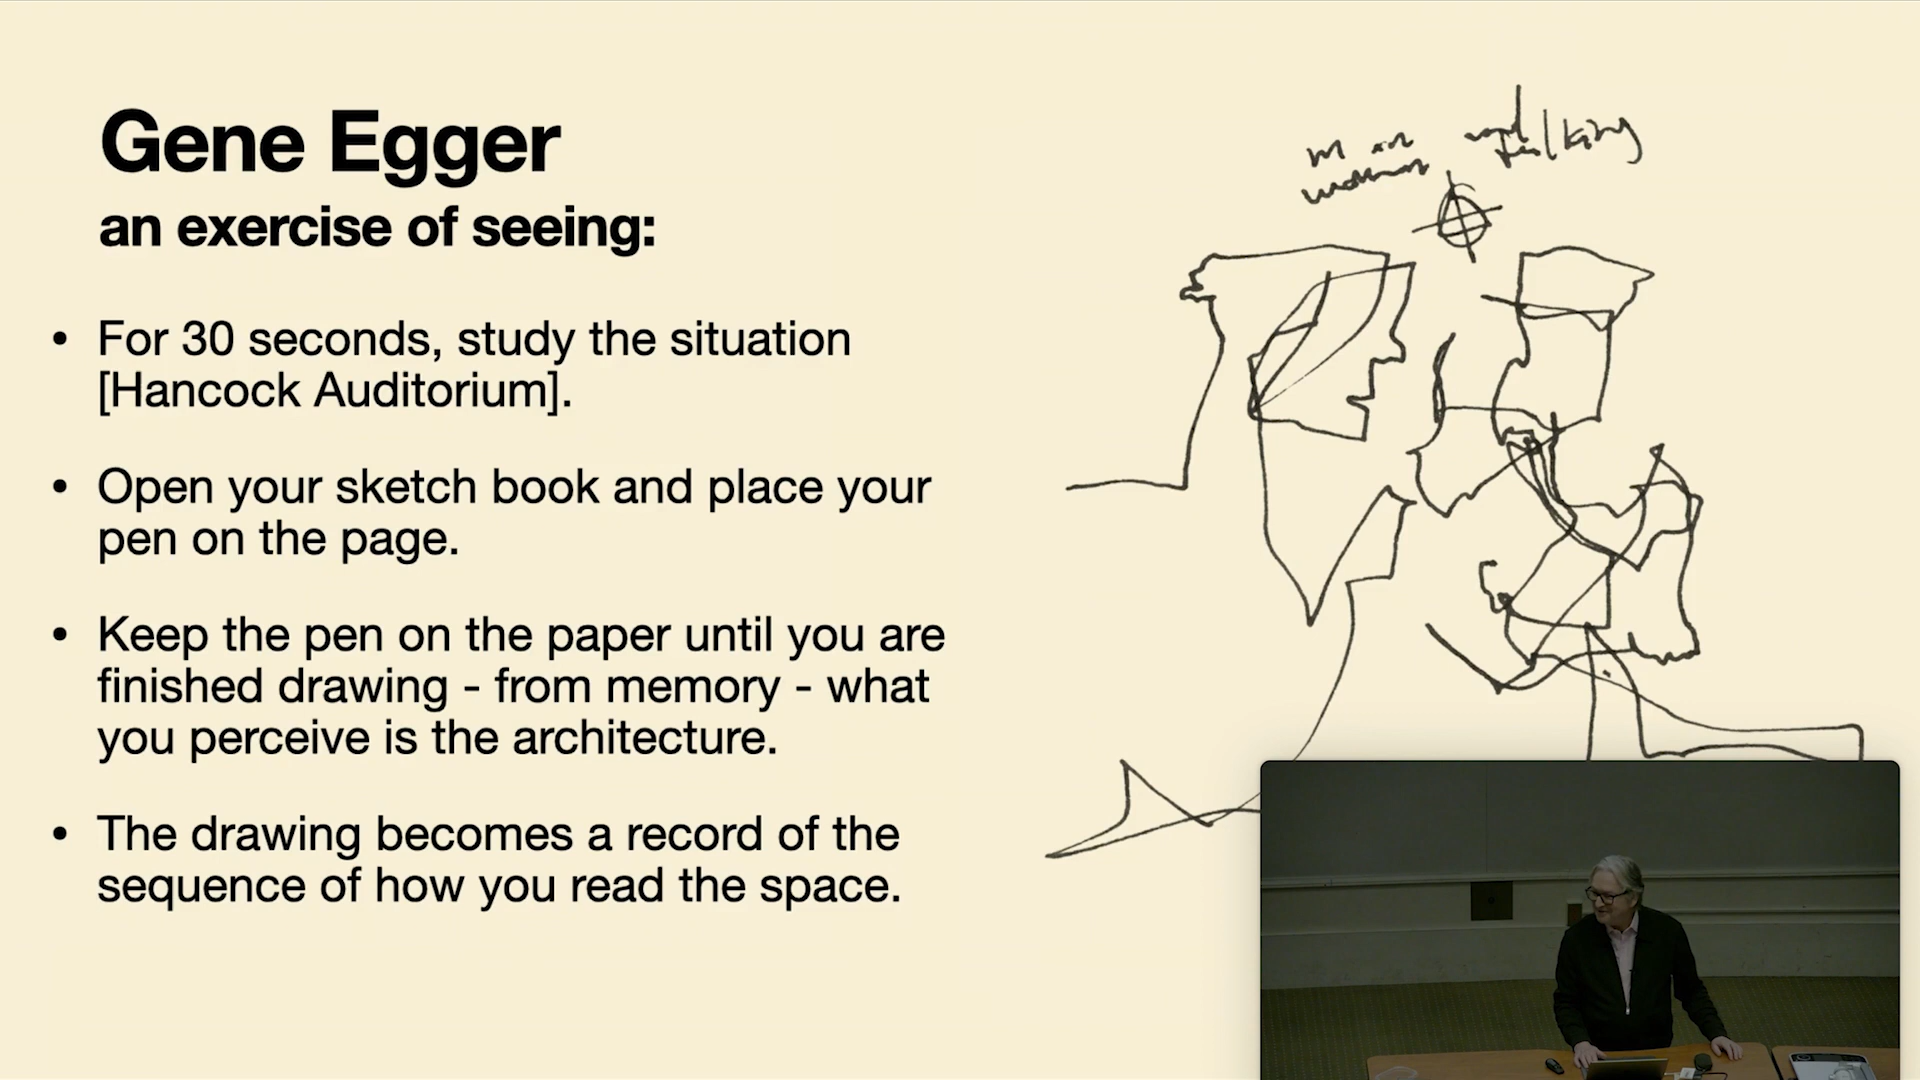 Gene Egger
an exercise of seeing:
• For 30 seconds, study the situation
[Hancock Auditorium].
• Open your sketch book and place your
pen on the page.
• Keep the pen on the paper until you are
finished drawing - from memory - what
you perceive is the architecture.
• The drawing becomes a record of the
sequence of how you read the space.
talking